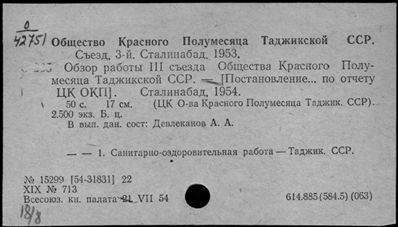 0
42751
Общество Красного Полумесяца Таджикской ССР.
Съезд, 3-й. Сталинабад, 1953.
Обзор работы III съезда Общества Красного Полу-
месяца Таджикской ССР. — [Постановление... по отчету
ЦК ОКП]. Сталинабад, 1954.
50 с. 17 см. (ЦК О-ва Красного Полумесяца Таджик. ССР).
2.500 экз. Б. ц.
В вып. дан. сост: Девлеканов А. А.
— — 1. Санитарно-оздоровительная работа — Таджик. ССР.
№ 15299 [54-31831] 22
XIX № 713
Всесоюз. кн. палата 21 VII 54 614.885(584.5) (063)
18/8